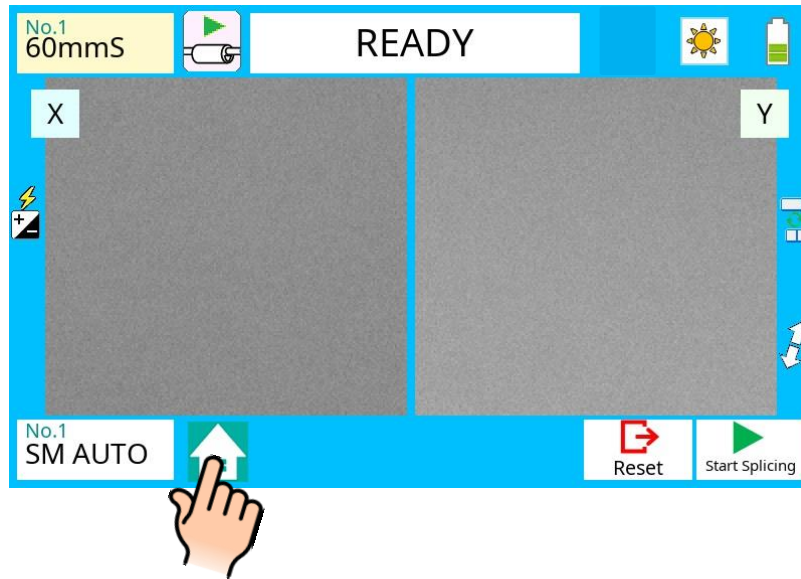 No.1
60mmS
READY
X
Y
No.1
SM AUTO
Reset
Start Splicing